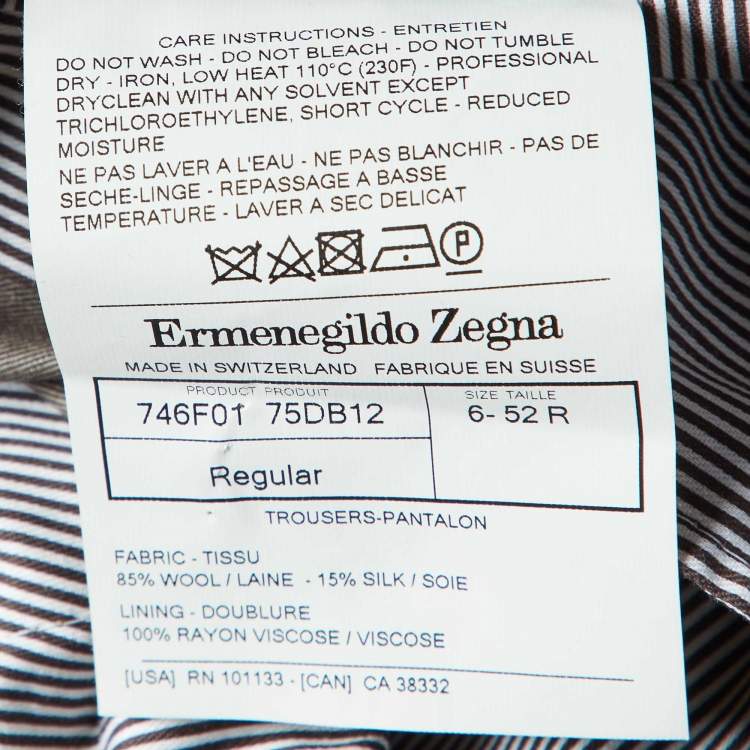 CARE INSTRUCTIONS - ENTRETIEN
DO NOT WASH - DO NOT BLEACH - DO NOT TUMBLE
DRY - IRON, LOW HEAT 110°C (230F) - PROFESSIONAL
DRYCLEAN WITH ANY SOLVENT EXCEPT
TRICHLOROETHYLENE, SHORT CYCLE - REDUCED
MOISTURE
NE PAS LAVER A L'EAU - NE PAS BLANCHIR - PAS DE
SECHE-LINGE - REPASSAGE A BASSE
TEMPERATURE - LAVER A SEC DELICAT
P
Ermenegildo Zegna
MADE IN SWITZERLAND FABRIQUE EN SUISSE
PRODUCT PRODUIT SIZE TAILLE
746F01 75DB12 6- 52 R
Regular
TROUSERS-PANTALON
FABRIC - TISSU
85% WOOL / LAINE - 15% SILK / SOIE
LINING - DOUBLURE
100% RAYON VISCOSE / VISCOSE
[USA] RN 101133 - [CAN] CA 38332